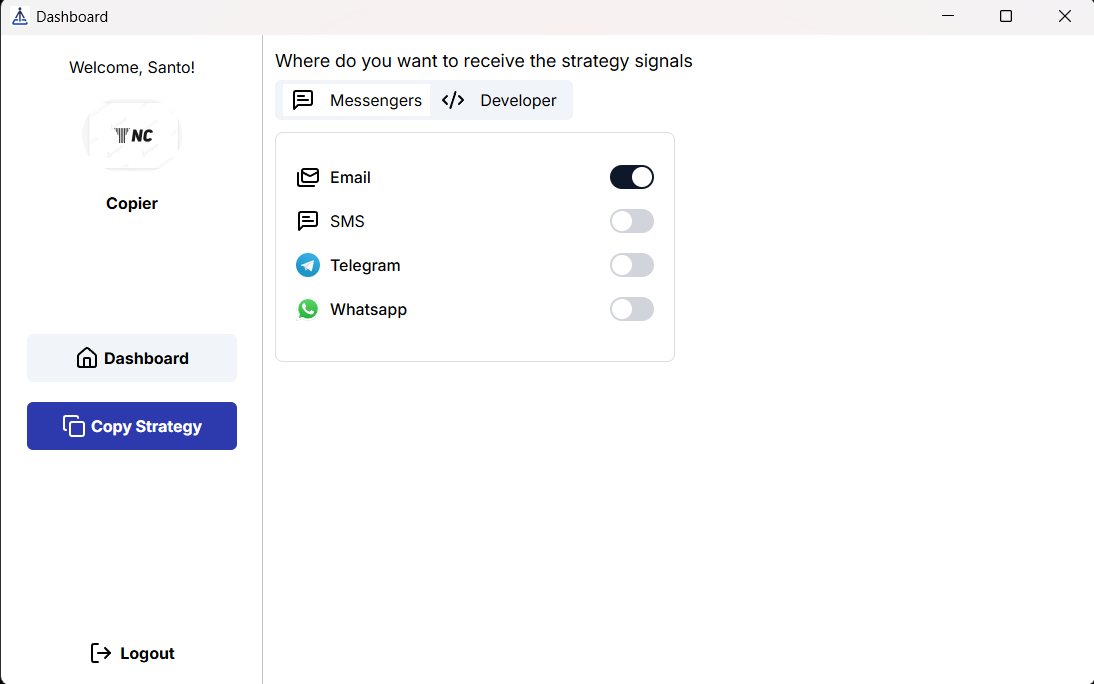 Dashboard
Welcome, Santo!
NC
Copier
Dashboard
Copy Strategy
Logout
Where do you want to receive the strategy signals
Messengers
Developer
Email
SMS
Telegram
Whatsapp